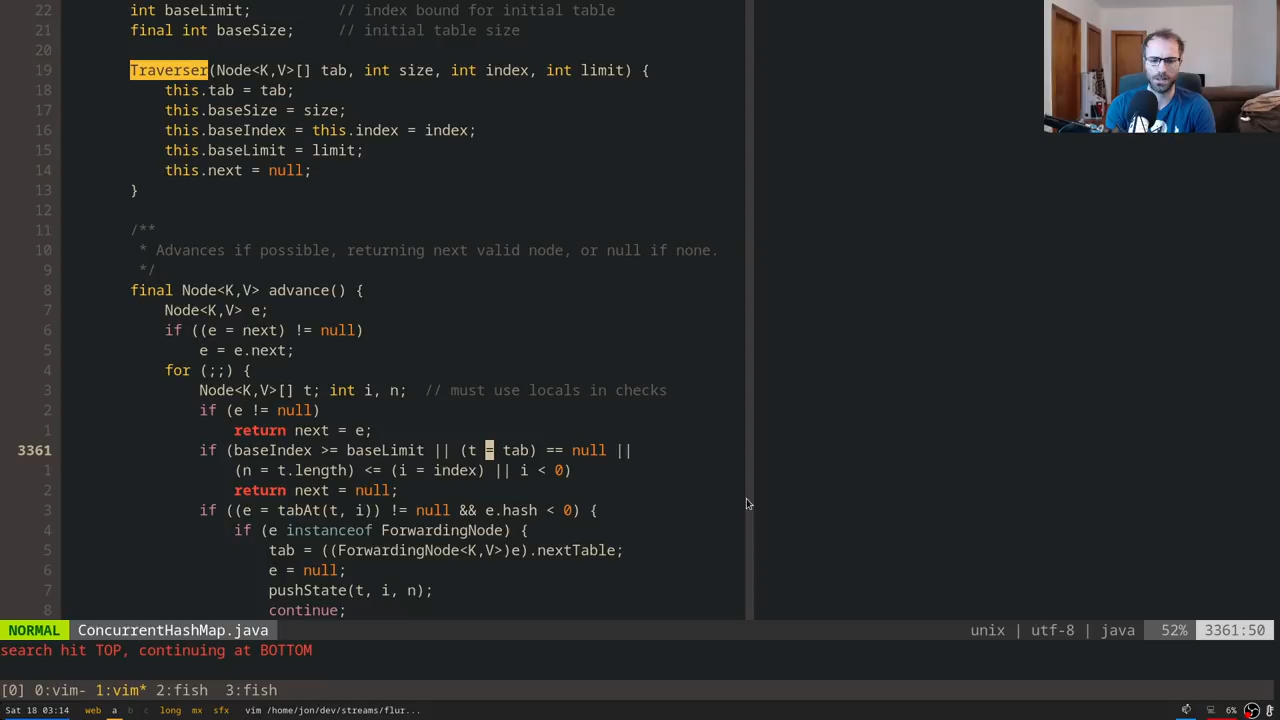 22 int baseLimit; // index bound for initial table
21 final int baseSize; // initial table size
20
19 Traverser(Node<K,V>[] tab, int size, int index, int limit) {
18 this.tab = tab;
17 this.baseSize = size;
16 this.baseIndex = this.index = index;
15 this.baseLimit = limit;
14 this.next = null;
13 }
12
11 /**
10 * Advances if possible, returning next valid node, or null if none.
9 */
8 final Node<K,V> advance() {
7 Node<K,V> e;
6 if ((e = next) != null)
5 e = e.next;
4 for (;;) {
3 Node<K,V>[] t; int i, n; // must use locals in checks
2 if (e != null)
1 return next = e;
3361 if (baseIndex >= baseLimit || (t = tab) == null ||
1 (n = t.length) <= (i = index) || i < 0)
2 return next = null;
3 if ((e = tabAt(t, i)) != null && e.hash < 0) {
4 if (e instanceof ForwardingNode) {
5 tab = ((ForwardingNode<K,V>)e).nextTable;
6 e = null;
7 pushState(t, i, n);
8 continue;
NORMAL ConcurrentHashMap.java unix | utf-8 | java 52% 3361:50
search hit TOP, continuing at BOTTOM
[0] 0:vim- 1:vim* 2:fish 3:fish
Sat 18 03:14 web a b c long mx sfx vim /home/jon/dev/streams/flur... 6%